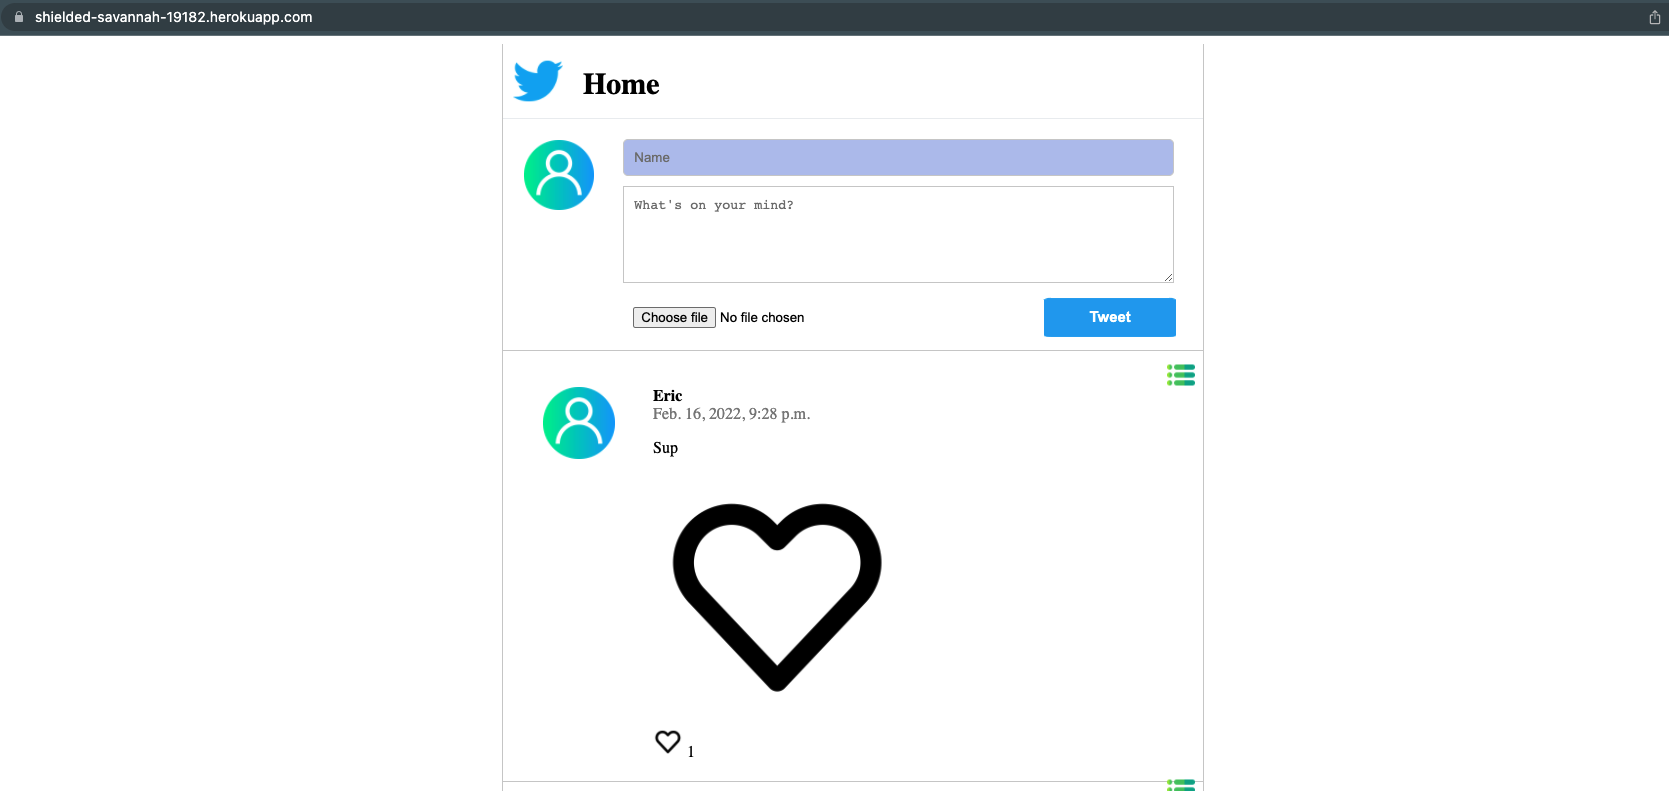 shielded-savannah-19182.herokuapp.com
Home
Name
What's on your mind?
Choose file No file chosen
Tweet
Eric
Feb. 16, 2022, 9:28 p.m.
Sup
1